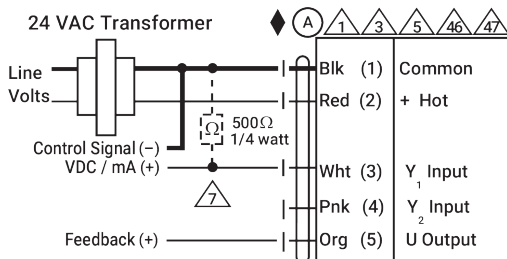 24 VAC Transformer
A 1 3 5 46 47
Line
Volts
Blk (1) Common
Red (2) + Hot
Ω 500Ω
1/4 watt
Control Signal (−)
VDC / mA (+)
Wht (3) Y1 Input
7
Pnk (4) Y2 Input
Feedback (+)
Org (5) U Output